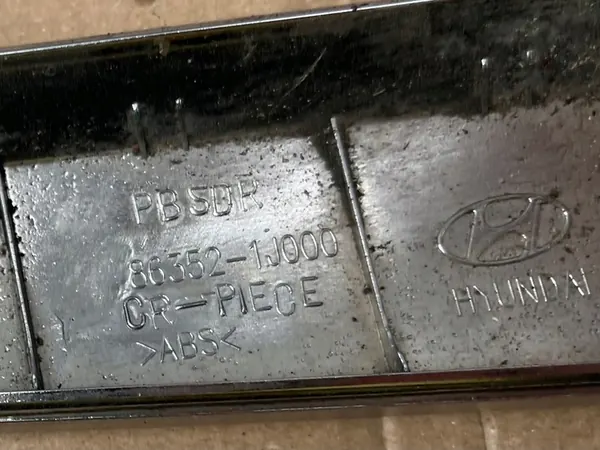 PBSDR
86352-1J000
CR-PIECE
>ABS<
HYUNDAI